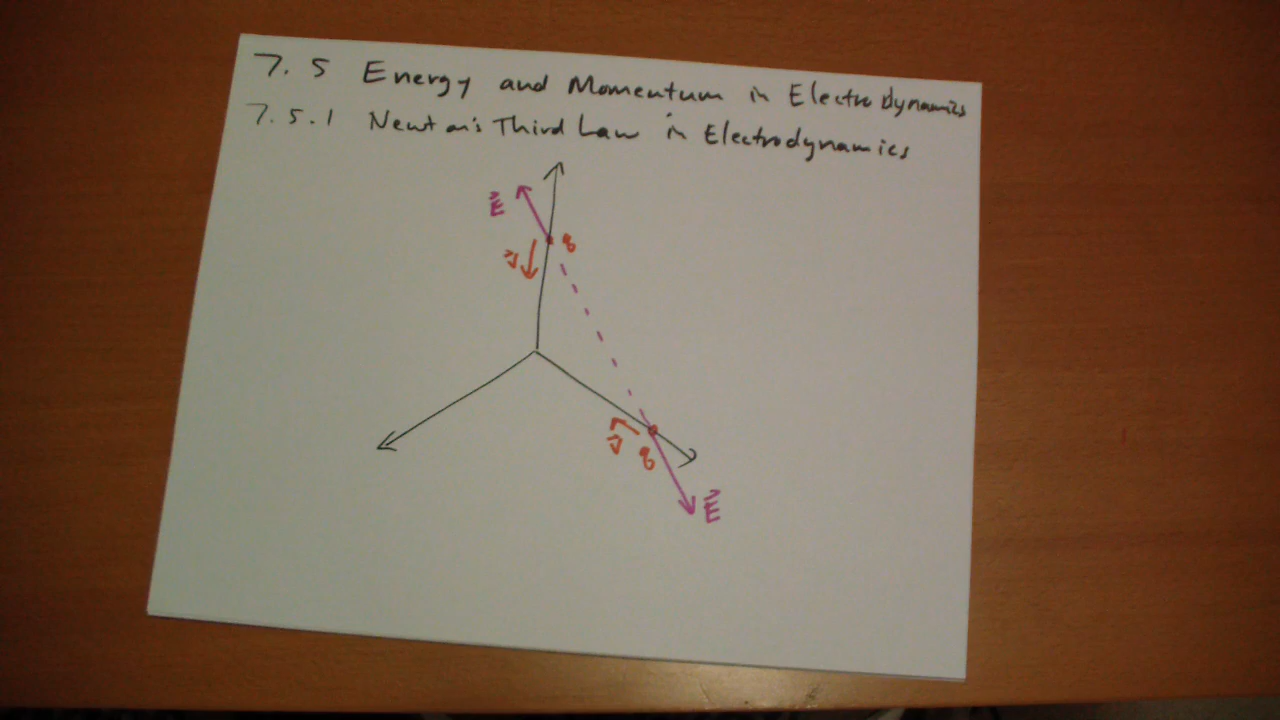 7.5 Energy and Momentum in Electrodynamics
7.5.1 Newton's Third Law in Electrodynamics
E⃗
q
v⃗
v⃗
q
E⃗